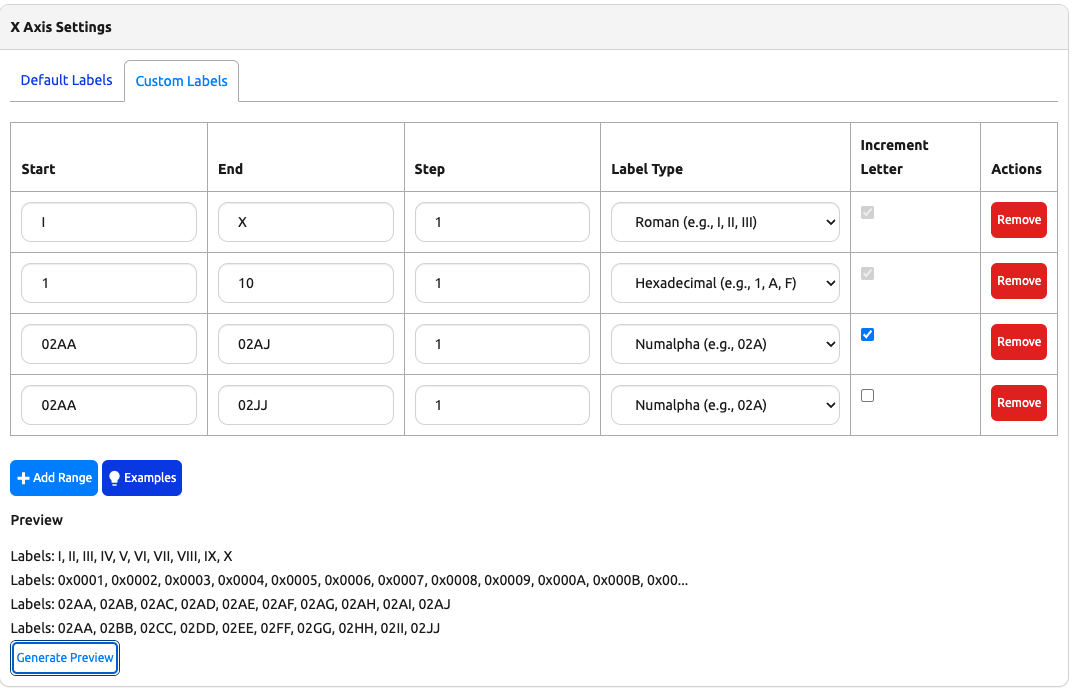 X Axis Settings
Default Labels Custom Labels
Start End Step Label Type Increment Letter Actions
I X 1 Roman (e.g., I, II, III) Remove
1 10 1 Hexadecimal (e.g., 1, A, F) Remove
02AA 02AJ 1 Numalpha (e.g., 02A) Remove
02AA 02JJ 1 Numalpha (e.g., 02A) Remove
Add Range Examples
Preview
Labels: I, II, III, IV, V, VI, VII, VIII, IX, X
Labels: 0x0001, 0x0002, 0x0003, 0x0004, 0x0005, 0x0006, 0x0007, 0x0008, 0x0009, 0x000A, 0x000B, 0x00...
Labels: 02AA, 02AB, 02AC, 02AD, 02AE, 02AF, 02AG, 02AH, 02AI, 02AJ
Labels: 02AA, 02BB, 02CC, 02DD, 02EE, 02FF, 02GG, 02HH, 02II, 02JJ
Generate Preview